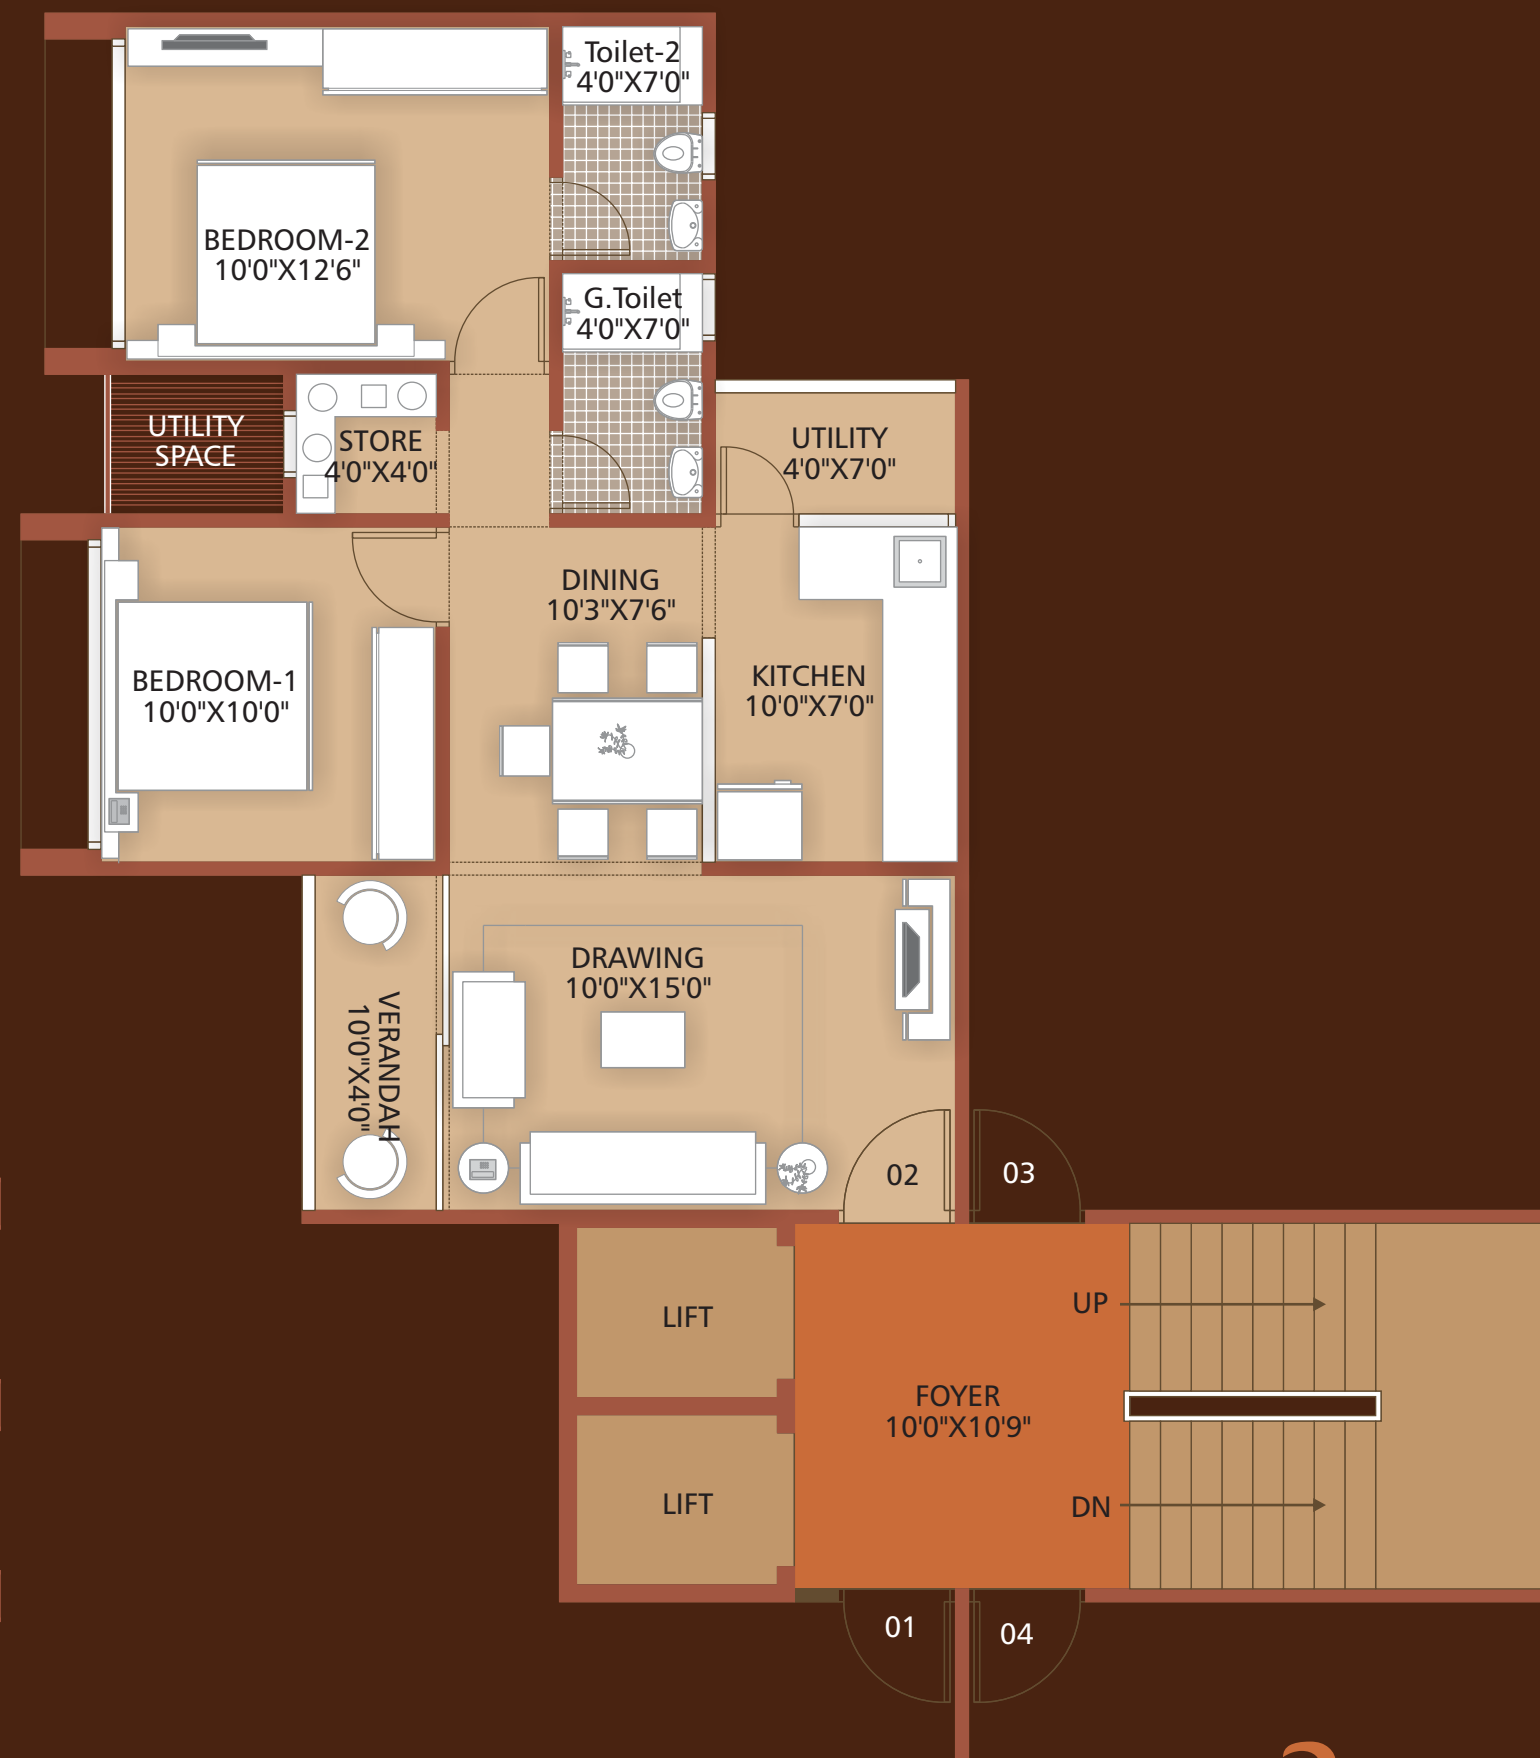 Toilet-2
4'0"X7'0"
BEDROOM-2
10'0"X12'6"
G.Toilet
4'0"X7'0"
UTILITY
SPACE
STORE
4'0"X4'0"
UTILITY
4'0"X7'0"
DINING
10'3"X7'6"
BEDROOM-1
10'0"X10'0"
KITCHEN
10'0"X7'0"
DRAWING
10'0"X15'0"
VERANDAH
10'0"X4'0"
02
03
LIFT
UP
FOYER
10'0"X10'9"
LIFT
DN
01
04